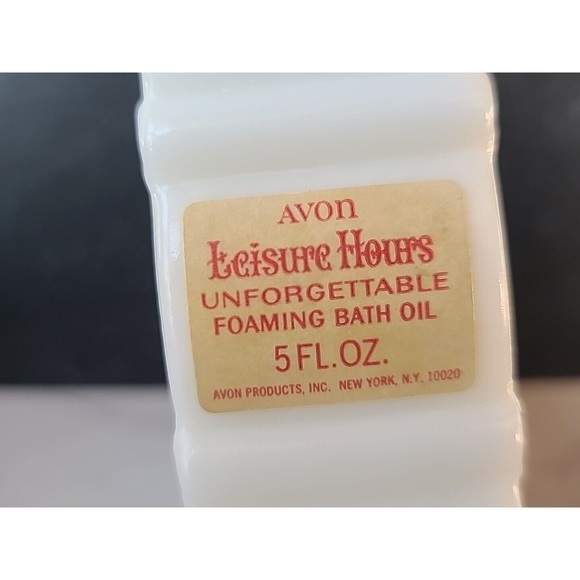 AVON
Leisure Hours
UNFORGETTABLE
FOAMING BATH OIL
5 FL.OZ.
AVON PRODUCTS, INC. NEW YORK, N.Y. 10020